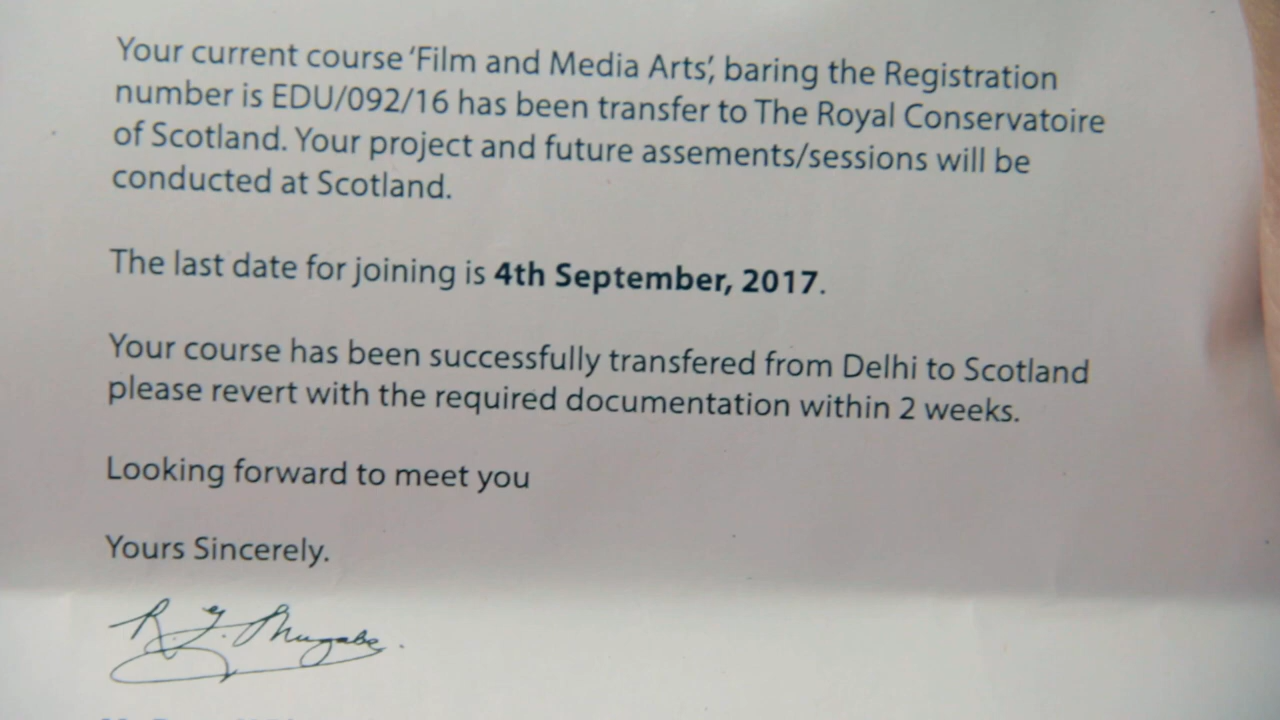 Your current course ‘Film and Media Arts’, baring the Registration
number is EDU/092/16 has been transfer to The Royal Conservatoire
of Scotland. Your project and future assements/sessions will be
conducted at Scotland.
The last date for joining is 4th September, 2017.
Your course has been successfully transfered from Delhi to Scotland
please revert with the required documentation within 2 weeks.
Looking forward to meet you
Yours Sincerely.
R. G. Mugabe.